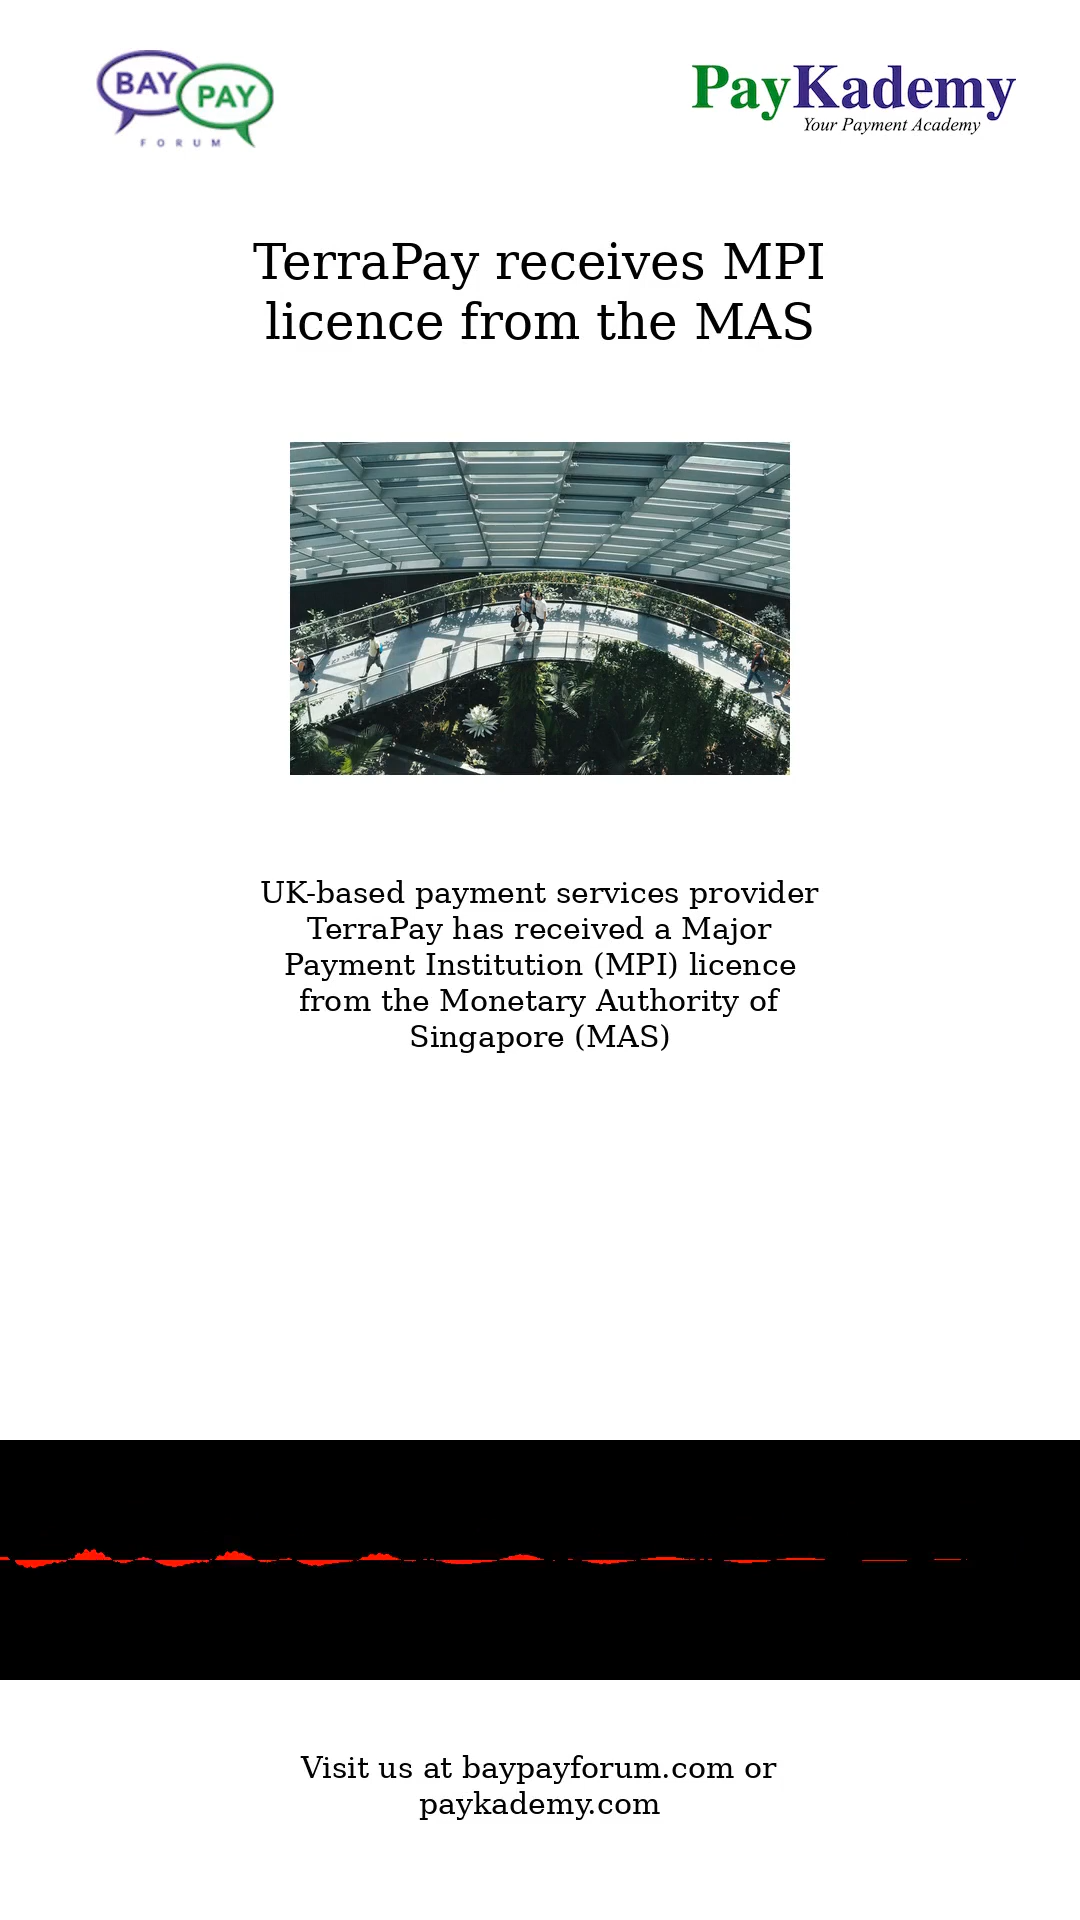 BAY PAY
FORUM
PayKademy
Your Payment Academy
TerraPay receives MPI
licence from the MAS
UK-based payment services provider
TerraPay has received a Major
Payment Institution (MPI) licence
from the Monetary Authority of
Singapore (MAS)
Visit us at baypayforum.com or
paykademy.com